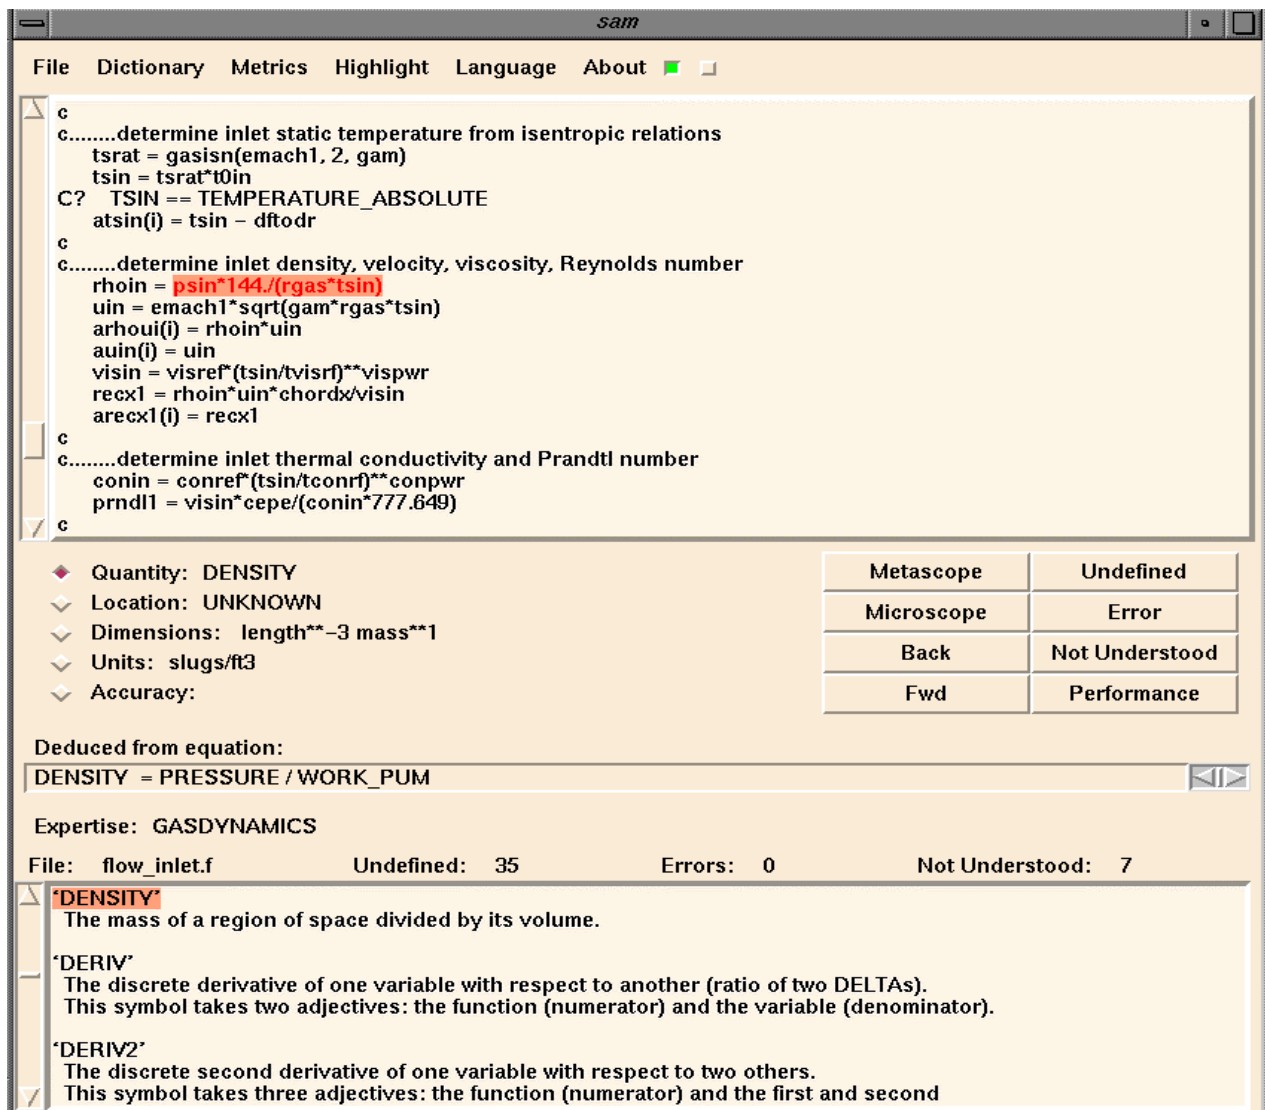 sam
File Dictionary Metrics Highlight Language About
c
c........determine inlet static temperature from isentropic relations
tsrat = gasisn(emach1, 2, gam)
tsin = tsrat*t0in
C? TSIN == TEMPERATURE_ABSOLUTE
atsin(i) = tsin - dftodr
c
c........determine inlet density, velocity, viscosity, Reynolds number
rhoin = psin*144./(rgas*tsin)
uin = emach1*sqrt(gam*rgas*tsin)
arhoui(i) = rhoin*uin
auin(i) = uin
visin = visref*(tsin/tvisrf)**vispwr
recx1 = rhoin*uin*chordx/visin
arecx1(i) = recx1
c
c........determine inlet thermal conductivity and Prandtl number
conin = conref*(tsin/tconrf)**conpwr
prndl1 = visin*cepe/(conin*777.649)
c
Quantity: DENSITY
Location: UNKNOWN
Dimensions: length**-3 mass**1
Units: slugs/ft3
Accuracy:
Metascope Undefined
Microscope Error
Back Not Understood
Fwd Performance
Deduced from equation:
DENSITY = PRESSURE / WORK_PUM
Expertise: GASDYNAMICS
File: flow_inlet.f Undefined: 35 Errors: 0 Not Understood: 7
‘DENSITY’
The mass of a region of space divided by its volume.
‘DERIV’
The discrete derivative of one variable with respect to another (ratio of two DELTAs).
This symbol takes two adjectives: the function (numerator) and the variable (denominator).
‘DERIV2’
The discrete second derivative of one variable with respect to two others.
This symbol takes three adjectives: the function (numerator) and the first and second